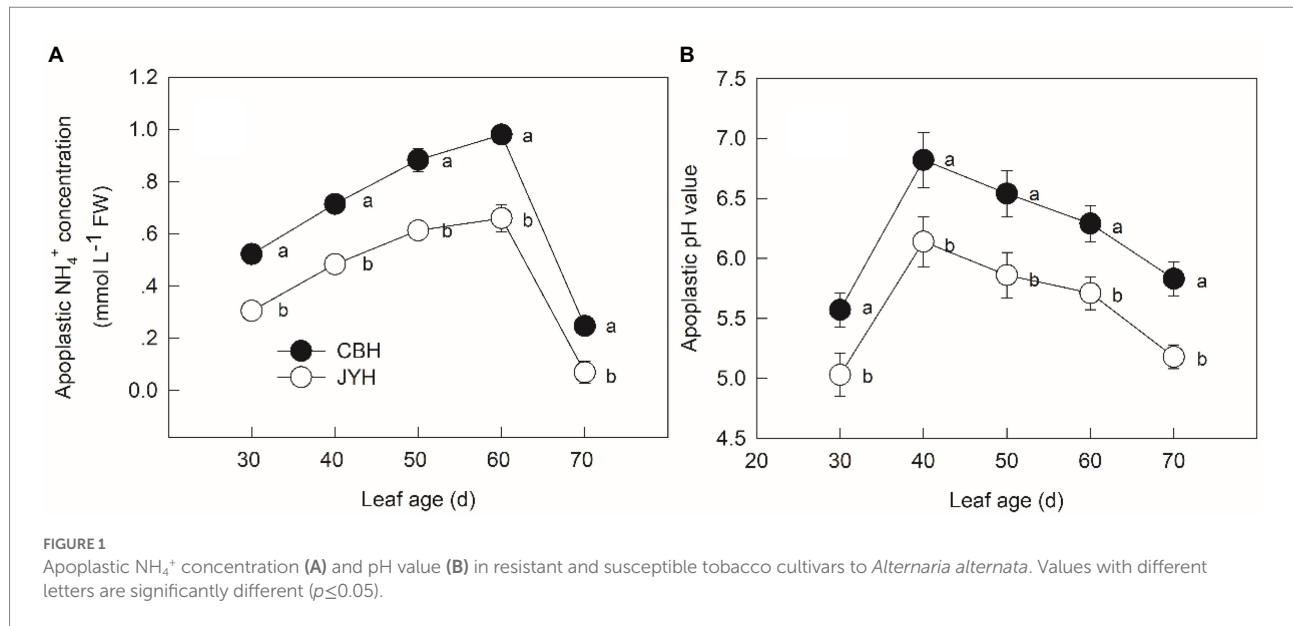 A
Apoplastic NH₄⁺ concentration
(mmol L⁻¹ FW)
1.2
1.0
.8
.6
.4
.2
0.0
a
a
a
a
a
b
b
b
b
b
CBH
JYH
30 40 50 60 70
Leaf age (d)
B
Apoplastic pH value
7.5
7.0
6.5
6.0
5.5
5.0
4.5
a
a
a
a
a
b
b
b
b
b
20 30 40 50 60 70
Leaf age (d)
FIGURE 1
Apoplastic NH₄⁺ concentration (A) and pH value (B) in resistant and susceptible tobacco cultivars to Alternaria alternata. Values with different
letters are significantly different (p≤0.05).